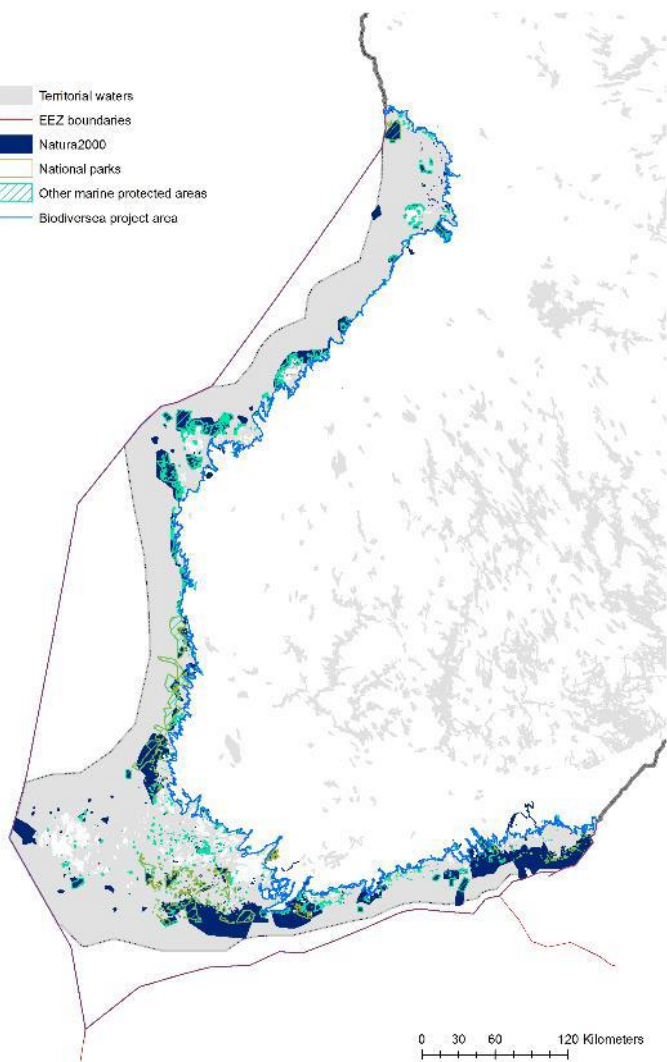 Territorial waters
EEZ boundaries
Natura2000
National parks
Other marine protected areas
Biodiversea project area
0 30 60 120 Kilometers